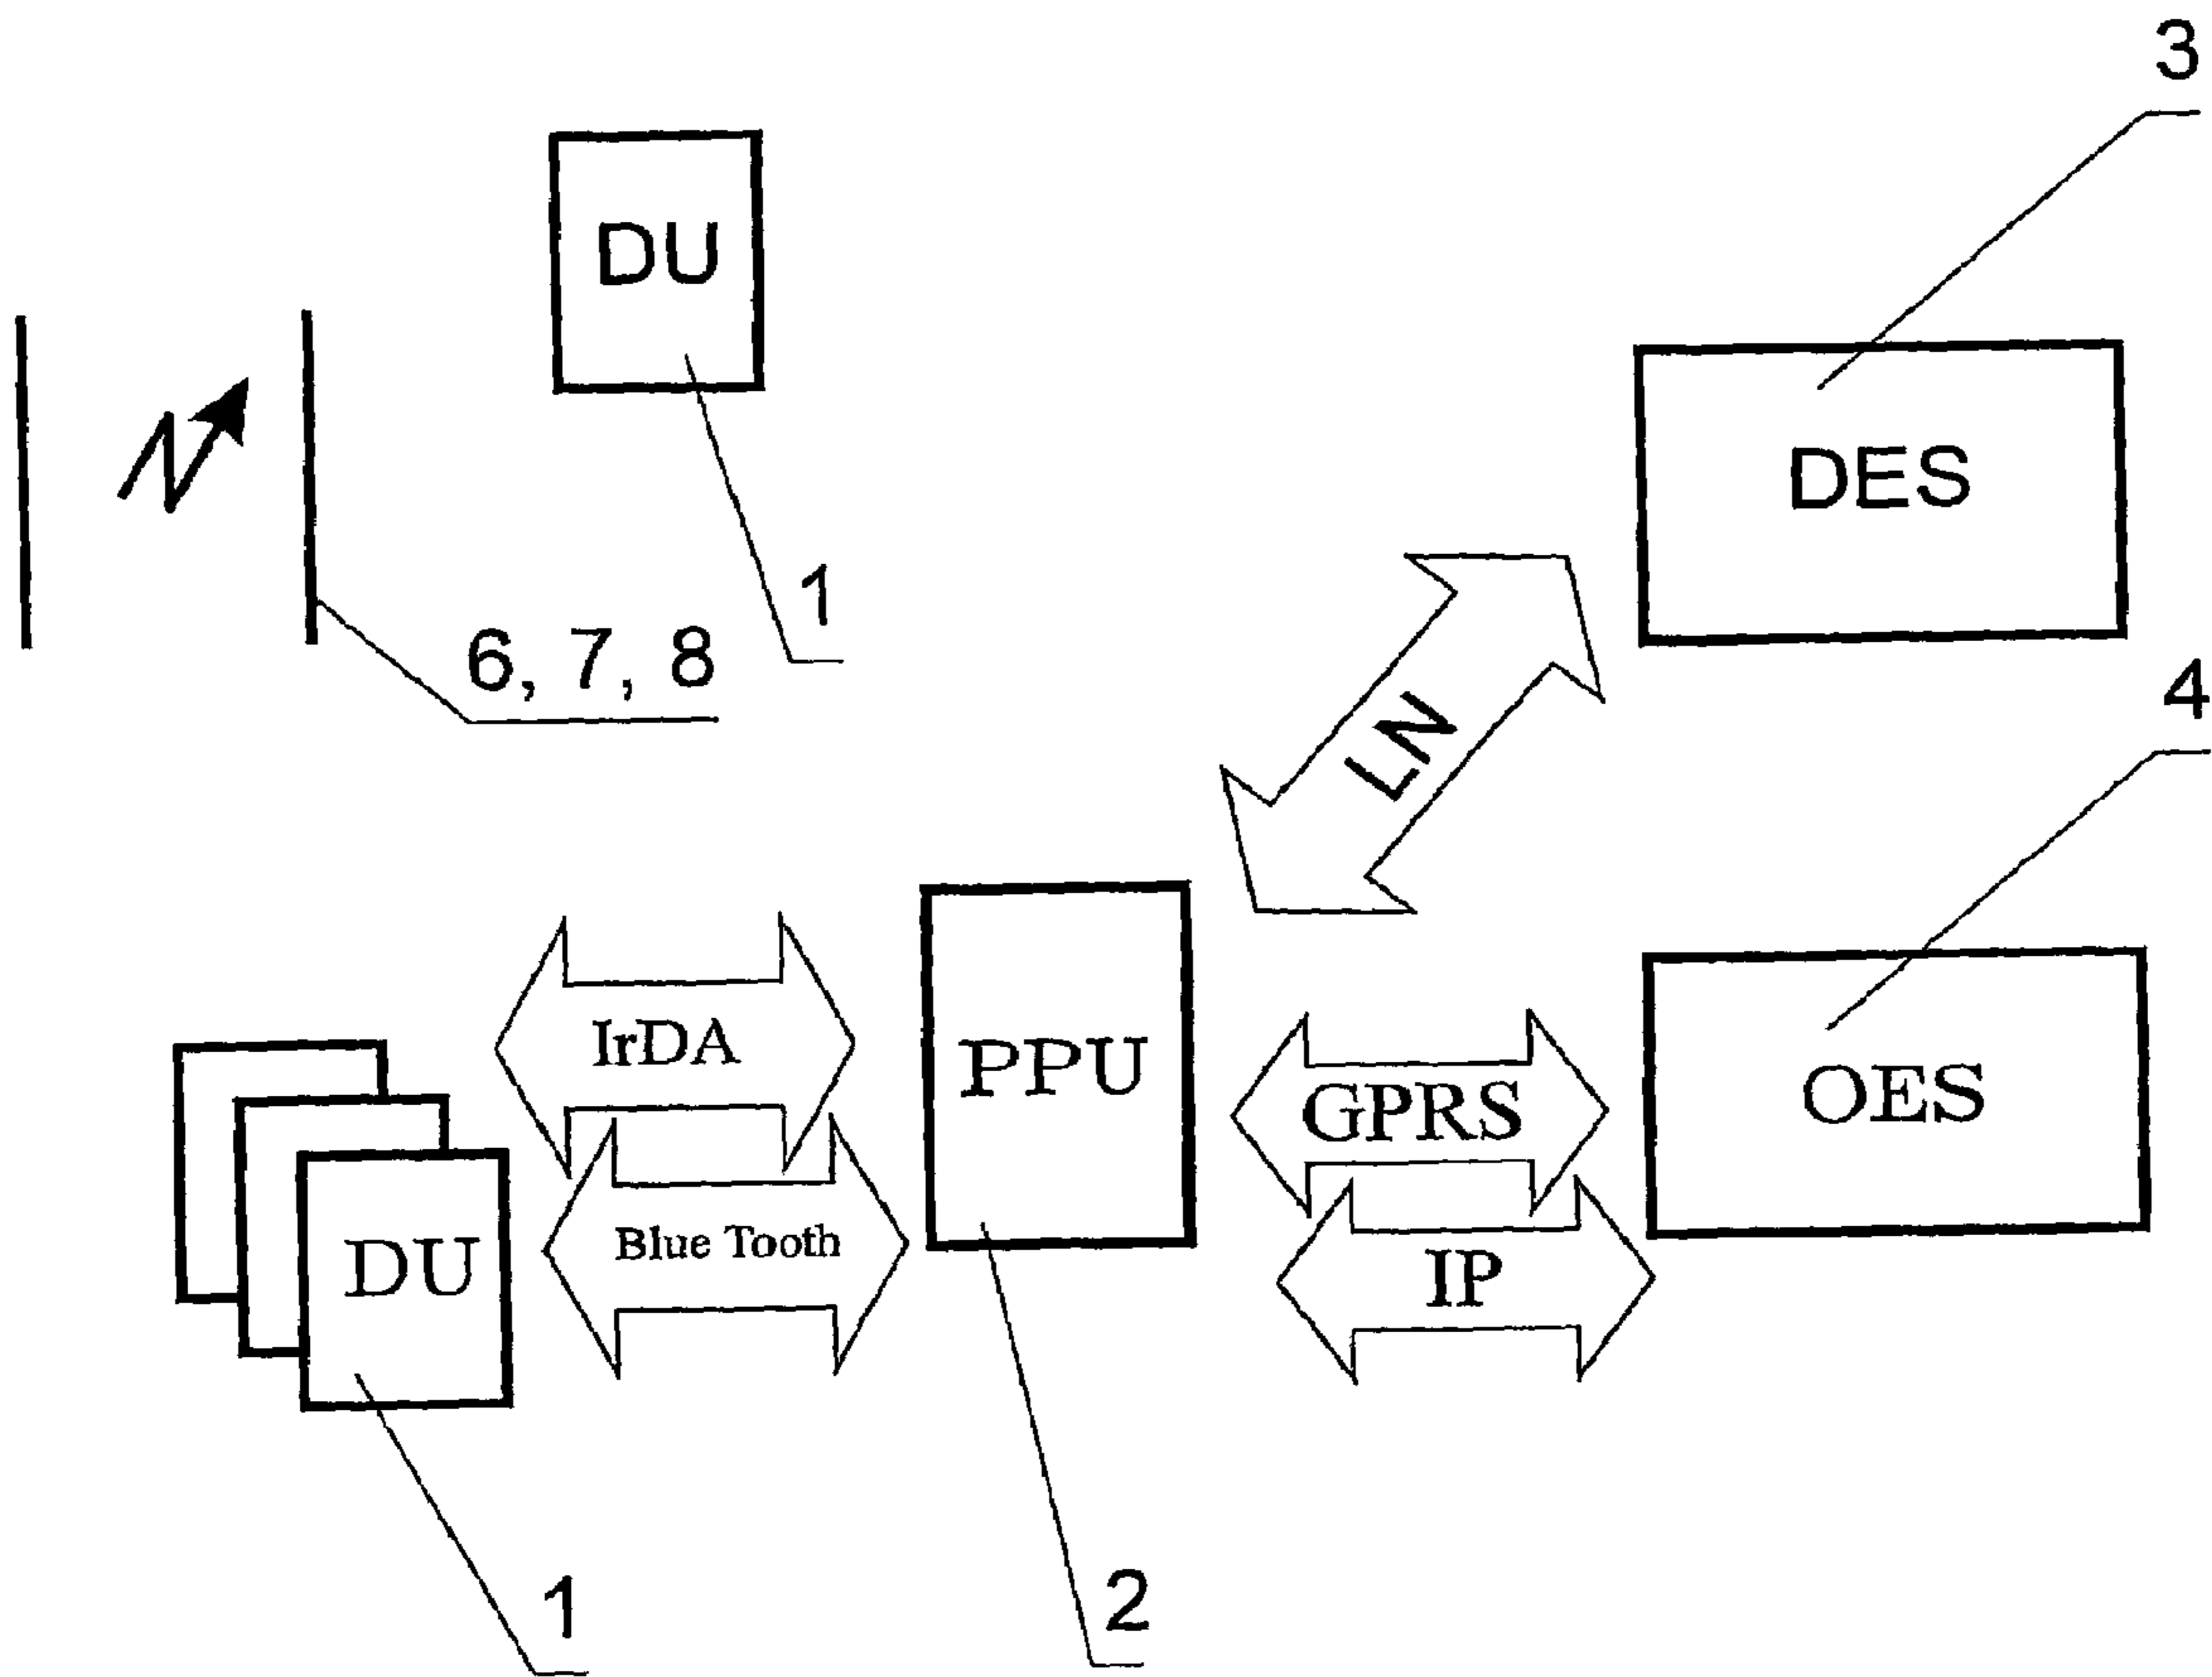 3
DU
DES
1
6, 7, 8
4
LN
IrDA
PPU
GPRS
OES
Blue Tooth
DU
IP
1
2